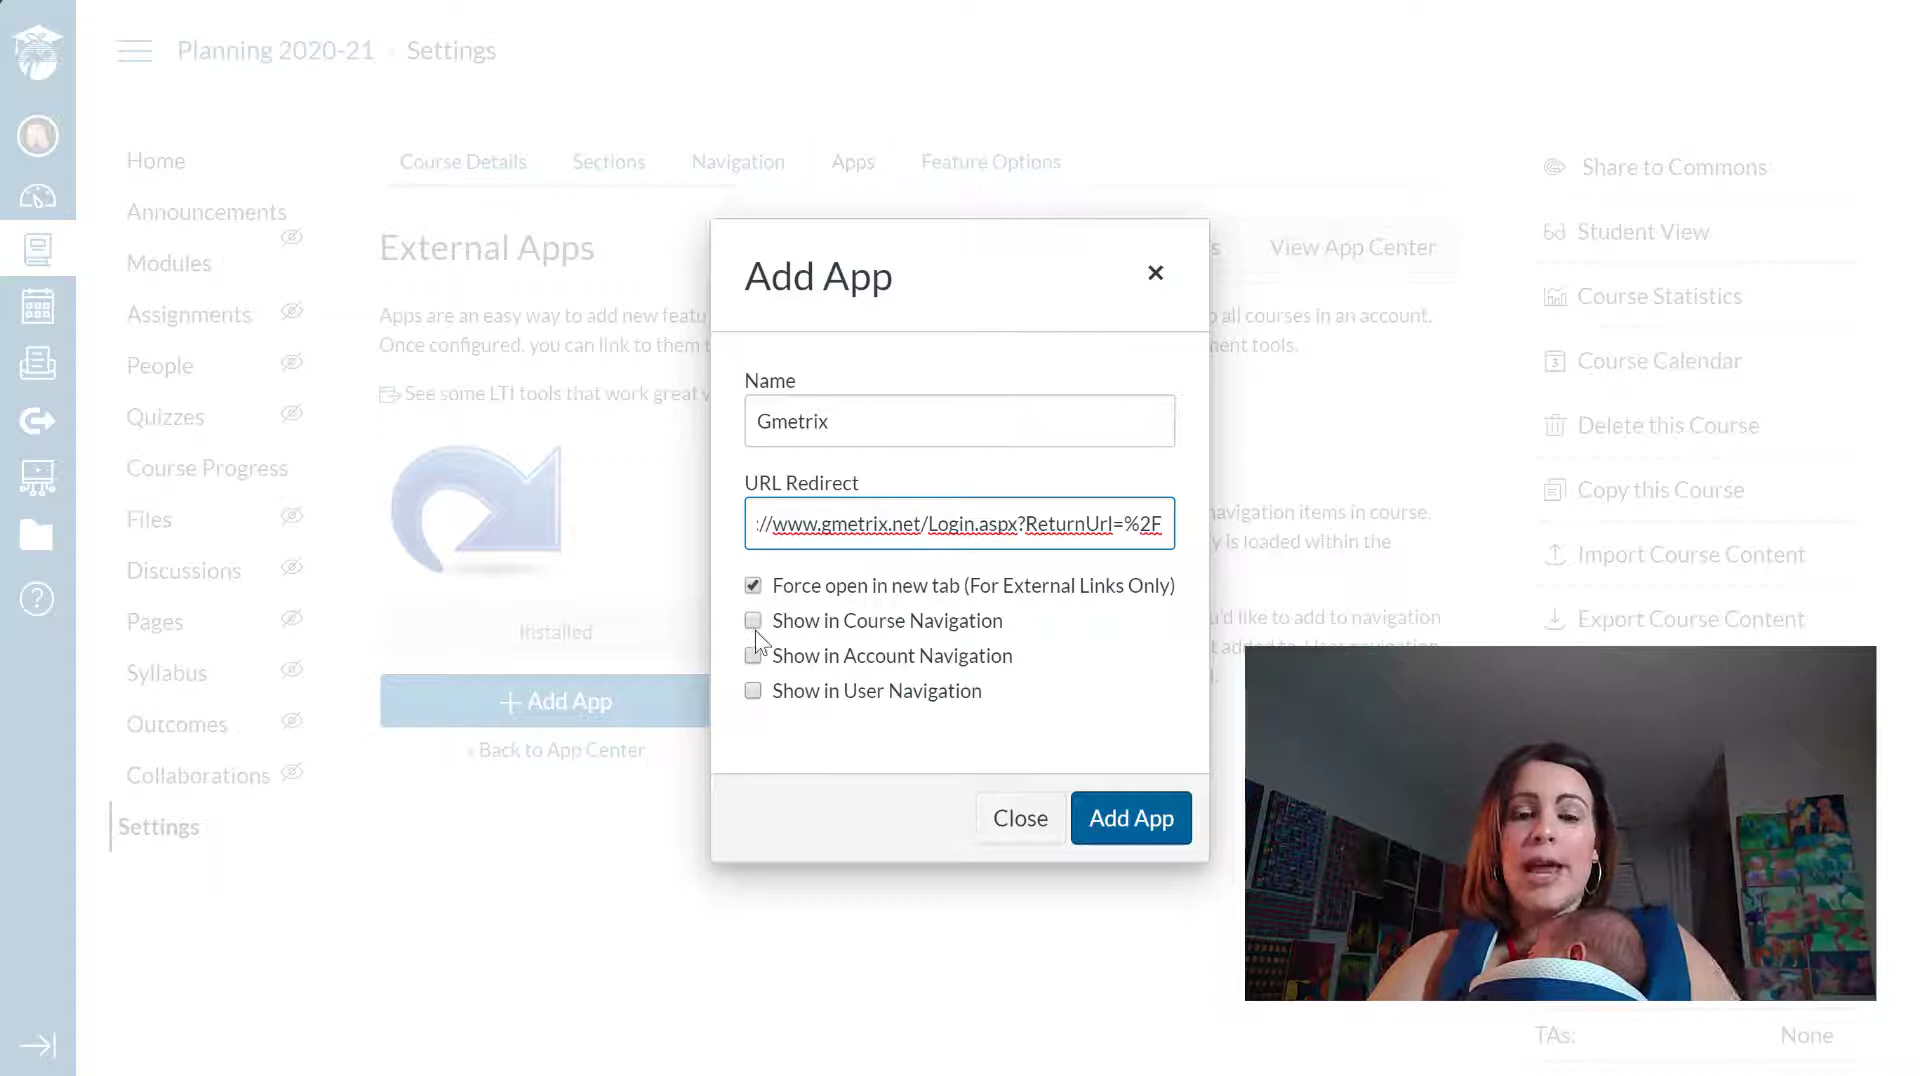 Planning 2020-21 Settings
Home
Announcements
Modules
Assignments
People
Quizzes
Course Progress
Files
Discussions
Pages
Syllabus
Outcomes
Collaborations
Settings
Course Details Sections Navigation Apps Feature Options
External Apps
View App Center
Apps are an easy way to add new
o all courses in an account.
Once configured, you can link to them
ment tools.
See some LTI tools that work great
navigation items in course.
y is loaded within the
u'd like to add to navigation
Installed
+ Add App
‹ Back to App Center
Add App
×
Name
Gmetrix
URL Redirect
://www.gmetrix.net/Login.aspx?ReturnUrl=%2F
Force open in new tab (For External Links Only)
Show in Course Navigation
Show in Account Navigation
Show in User Navigation
Close Add App
Share to Commons
Student View
Course Statistics
3 Course Calendar
Delete this Course
Copy this Course
Import Course Content
Export Course Content
TAs: None